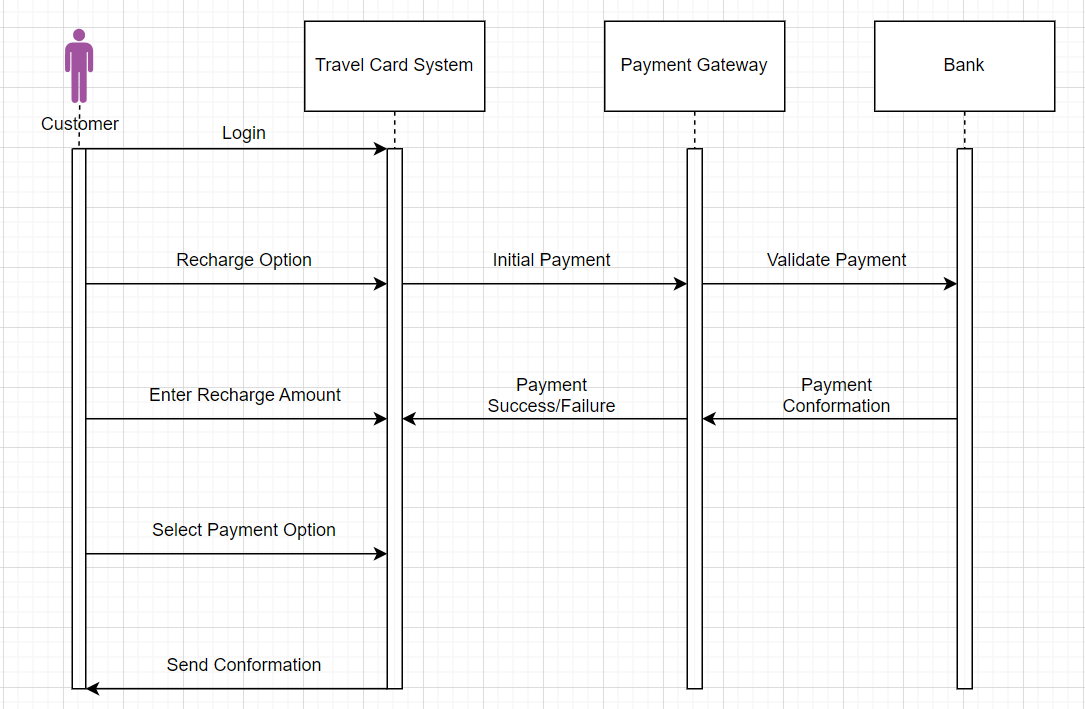 Travel Card System
Payment Gateway
Bank
Customer
Login
Recharge Option
Initial Payment
Validate Payment
Enter Recharge Amount
Payment
Success/Failure
Payment
Conformation
Select Payment Option
Send Conformation